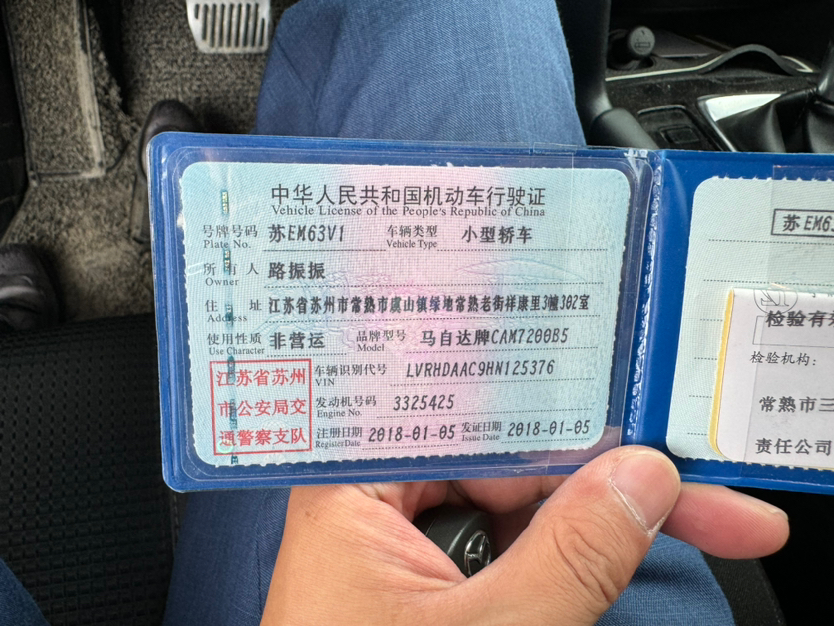 中华人民共和国机动车行驶证
Vehicle License of the People's Republic of China
号牌号码 苏EM63V1 车辆类型 小型轿车
Plate No. Vehicle Type
所有人 路振振
Owner
住址 江苏省苏州市常熟市虞山镇绿地常熟老街祥康里3幢302室
Address
使用性质 非营运 品牌型号 马自达牌CAM7200B5
Use Character Model
江苏省苏州
市公安局交
通警察支队
车辆识别代号 LVRHDAAC9HN125376
VIN
发动机号码 3325425
Engine No.
注册日期 2018-01-05 发证日期 2018-01-05
Register Date Issue Date
苏EM63
检验有效
检验机构:
常熟市三
责任公司